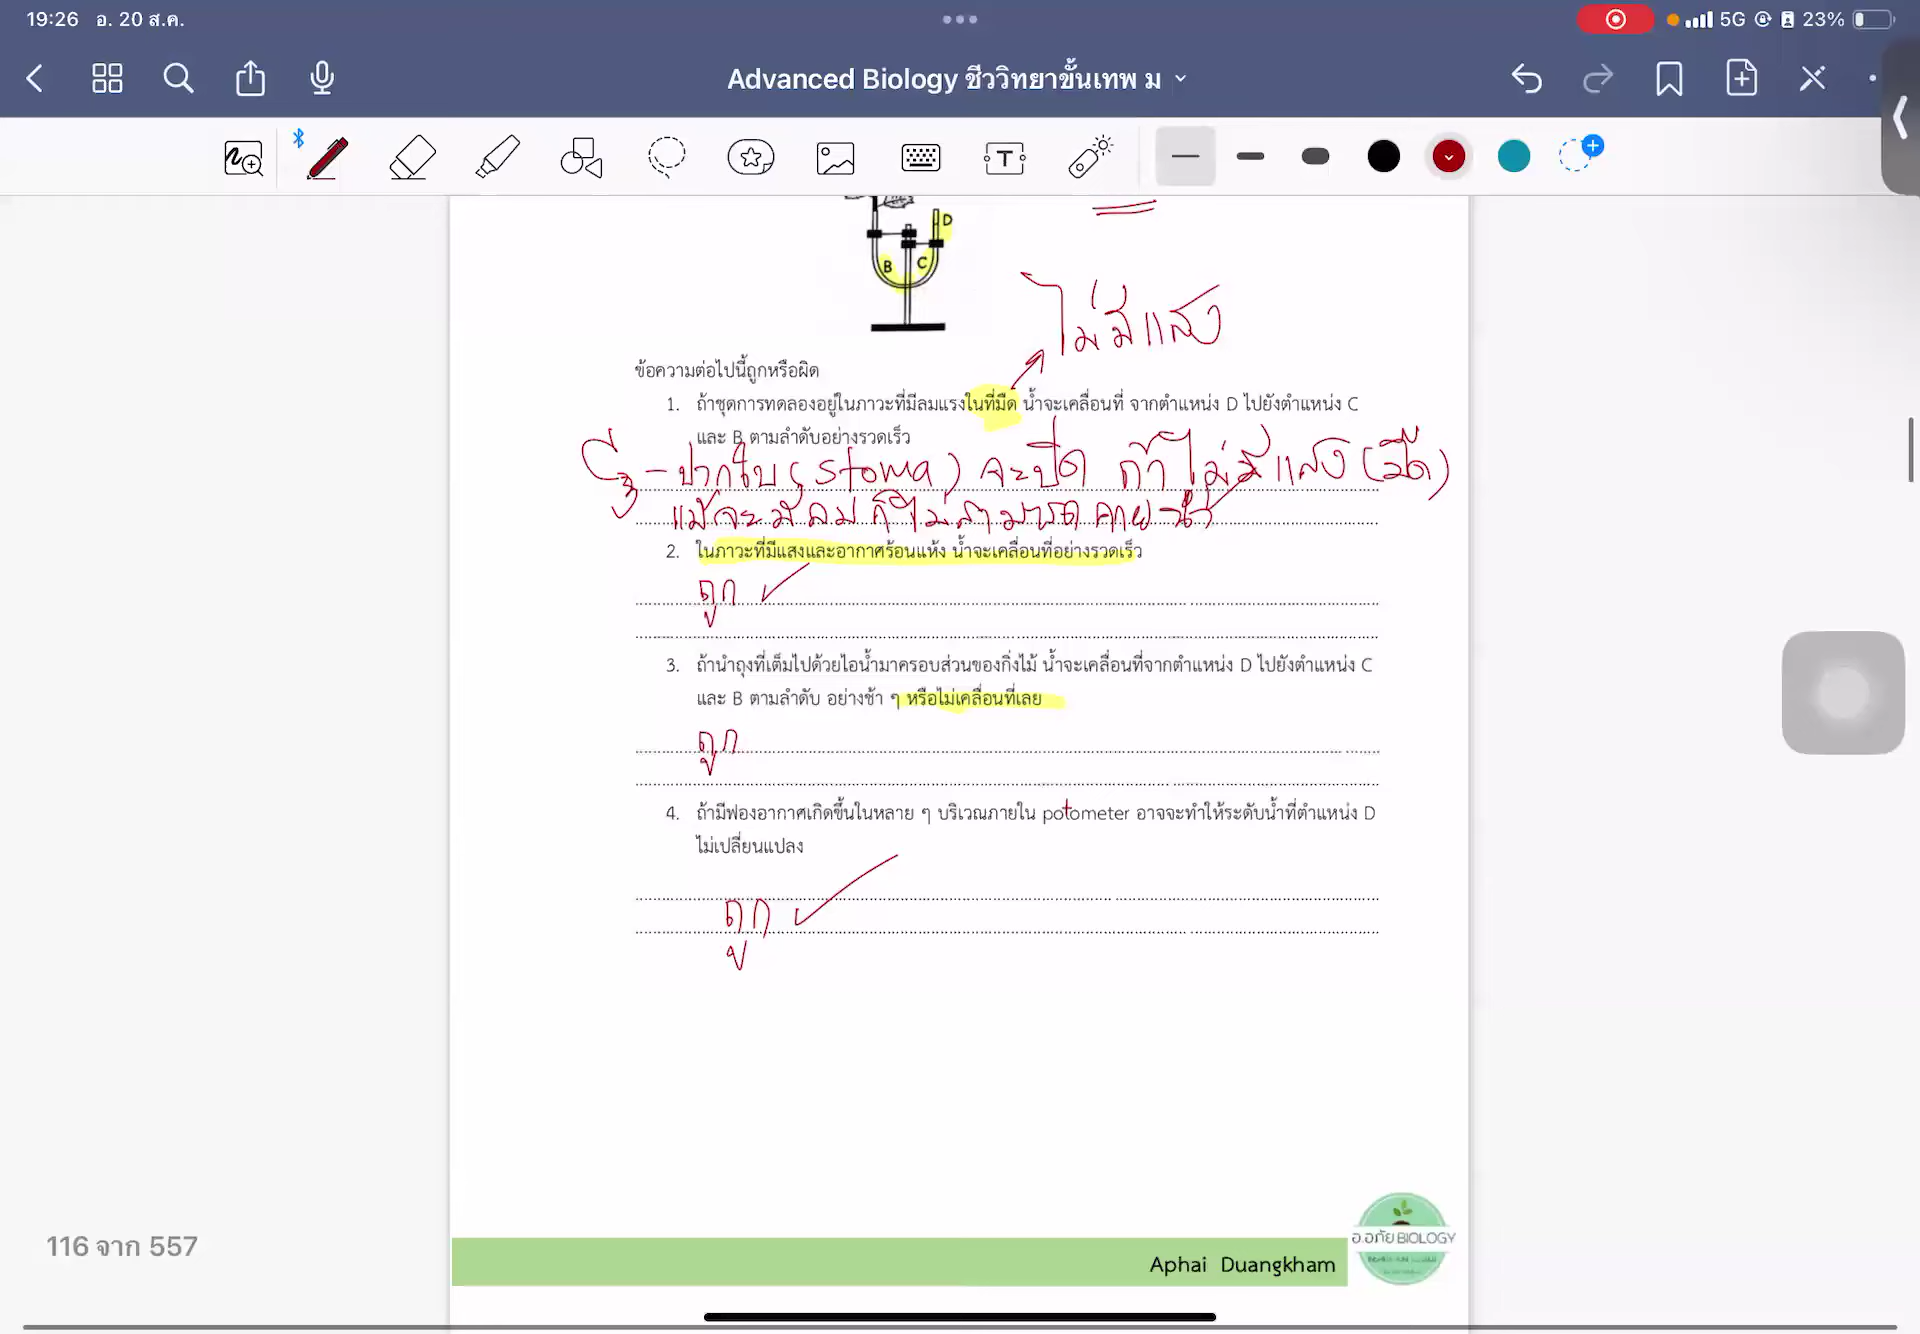 19:26 อ. 20 ส.ค.
5G 23%
Advanced Biology ชีววิทยาขั้นเทพ ม
T
D
B C
ไม่มีแสง
ข้อความต่อไปนี้ถูกหรือผิด
1. ถ้าชุดการทดลองอยู่ในภาวะที่มีลมแรงในที่มืด น้ำจะเคลื่อนที่ จากตำแหน่ง D ไปยังตำแหน่ง C
และ B ตามลำดับอย่างรวดเร็ว
C3 - ปากใบ (stoma) จะปิด ถ้าไม่มีแสง (มืด)
แม้จะมีลมก็ไม่สามารถคายน้ำ
2. ในภาวะที่มีแสงและอากาศร้อนแห้ง น้ำจะเคลื่อนที่อย่างรวดเร็ว
ถูก ✓
3. ถ้านำถุงที่เต็มไปด้วยไอน้ำมาครอบส่วนของกิ่งไม้ น้ำจะเคลื่อนที่จากตำแหน่ง D ไปยังตำแหน่ง C
และ B ตามลำดับ อย่างช้า ๆ หรือไม่เคลื่อนที่เลย
ถูก
4. ถ้ามีฟองอากาศเกิดขึ้นในหลาย ๆ บริเวณภายใน potometer อาจจะทำให้ระดับน้ำที่ตำแหน่ง D
ไม่เปลี่ยนแปลง
ถูก ✓
116 จาก 557
อ.อภัย BIOLOGY
Aphai Duangkham